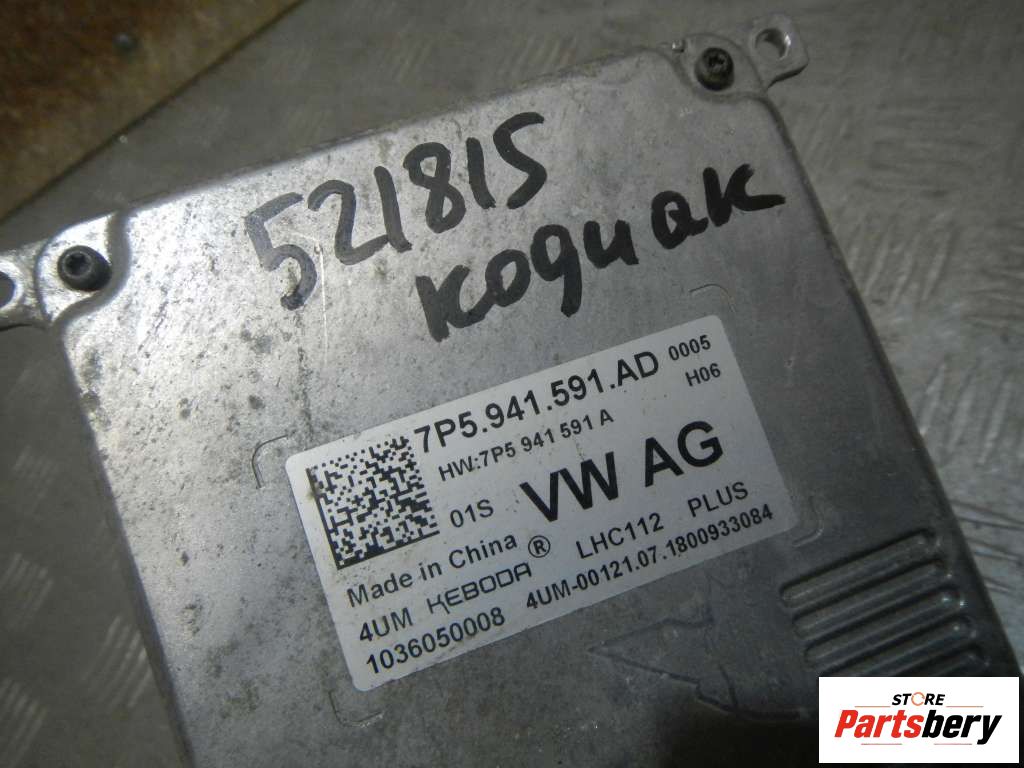 521815
кодиак
7P5.941.591.AD 0005
HW:7P5 941 591 A H06
01S VW AG
Made in China ® LHC112 PLUS
4UM KEBODA 4UM-00121.07.1800933084
1036050008
STORE
Partsbery